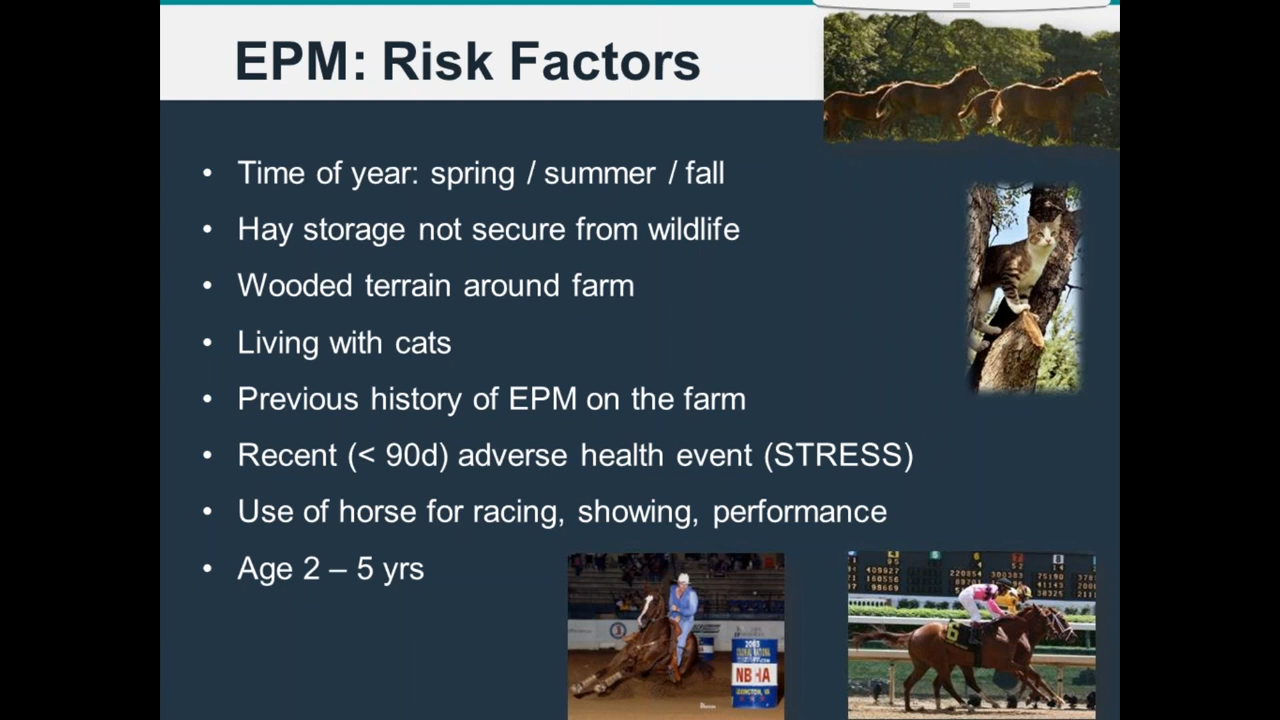 EPM: Risk Factors
• Time of year: spring / summer / fall
• Hay storage not secure from wildlife
• Wooded terrain around farm
• Living with cats
• Previous history of EPM on the farm
• Recent (< 90d) adverse health event (STRESS)
• Use of horse for racing, showing, performance
• Age 2 – 5 yrs
2003
NBHA
6